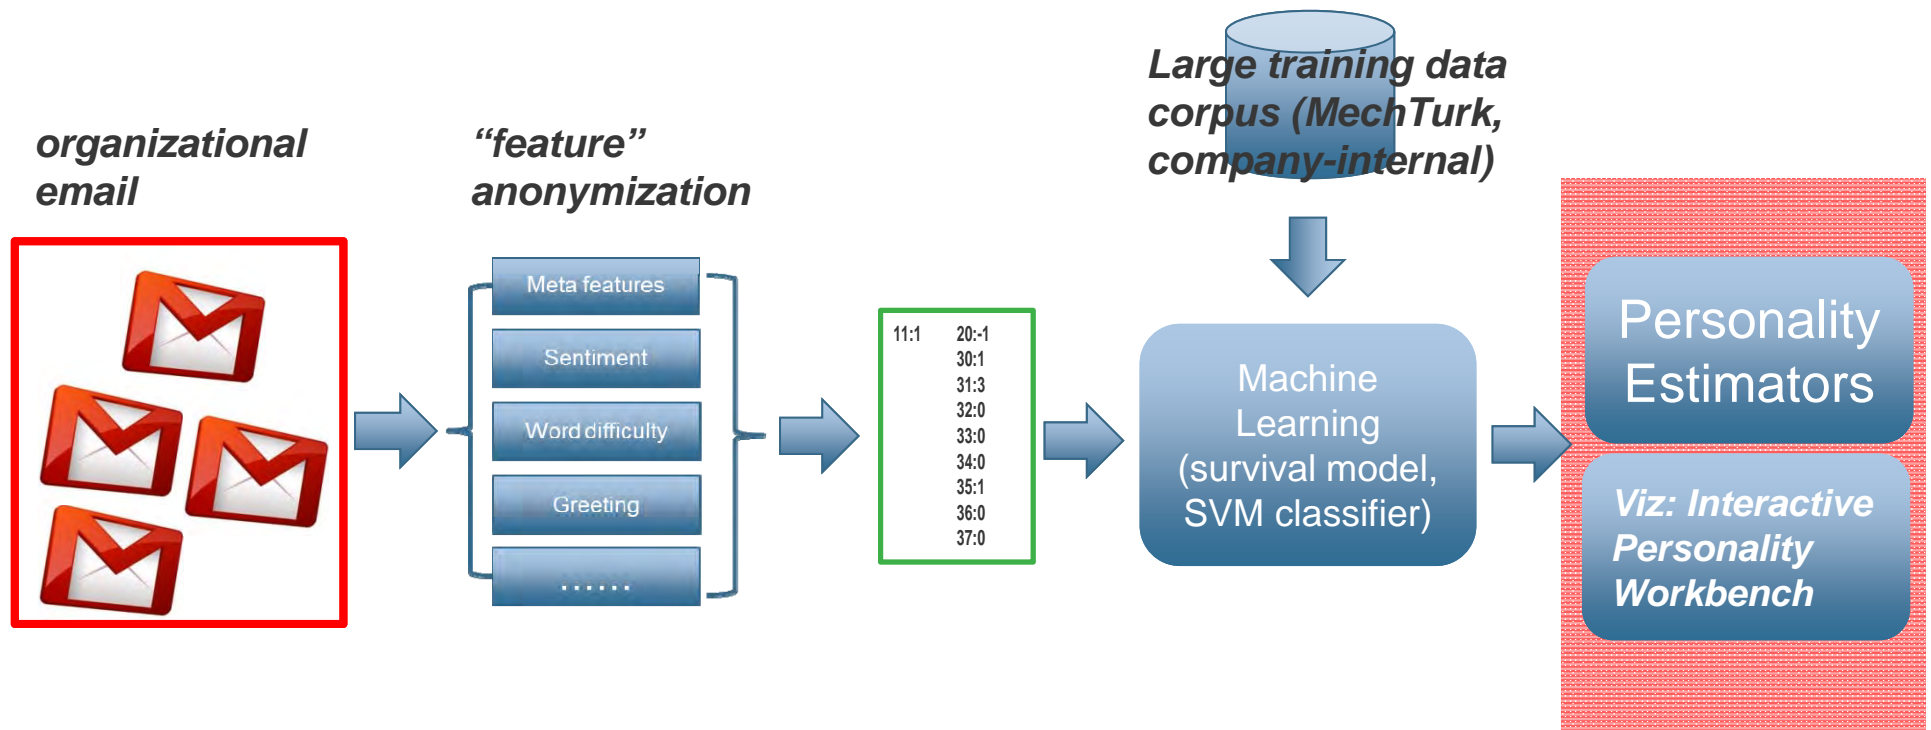 organizational
email
“feature”
anonymization
Meta features
Sentiment
Word difficulty
Greeting
......
11:1 20:-1
30:1
31:3
32:0
33:0
34:0
35:1
36:0
37:0
Large training data
corpus (MechTurk,
company-internal)
Machine
Learning
(survival model,
SVM classifier)
Personality
Estimators
Viz: Interactive
Personality
Workbench